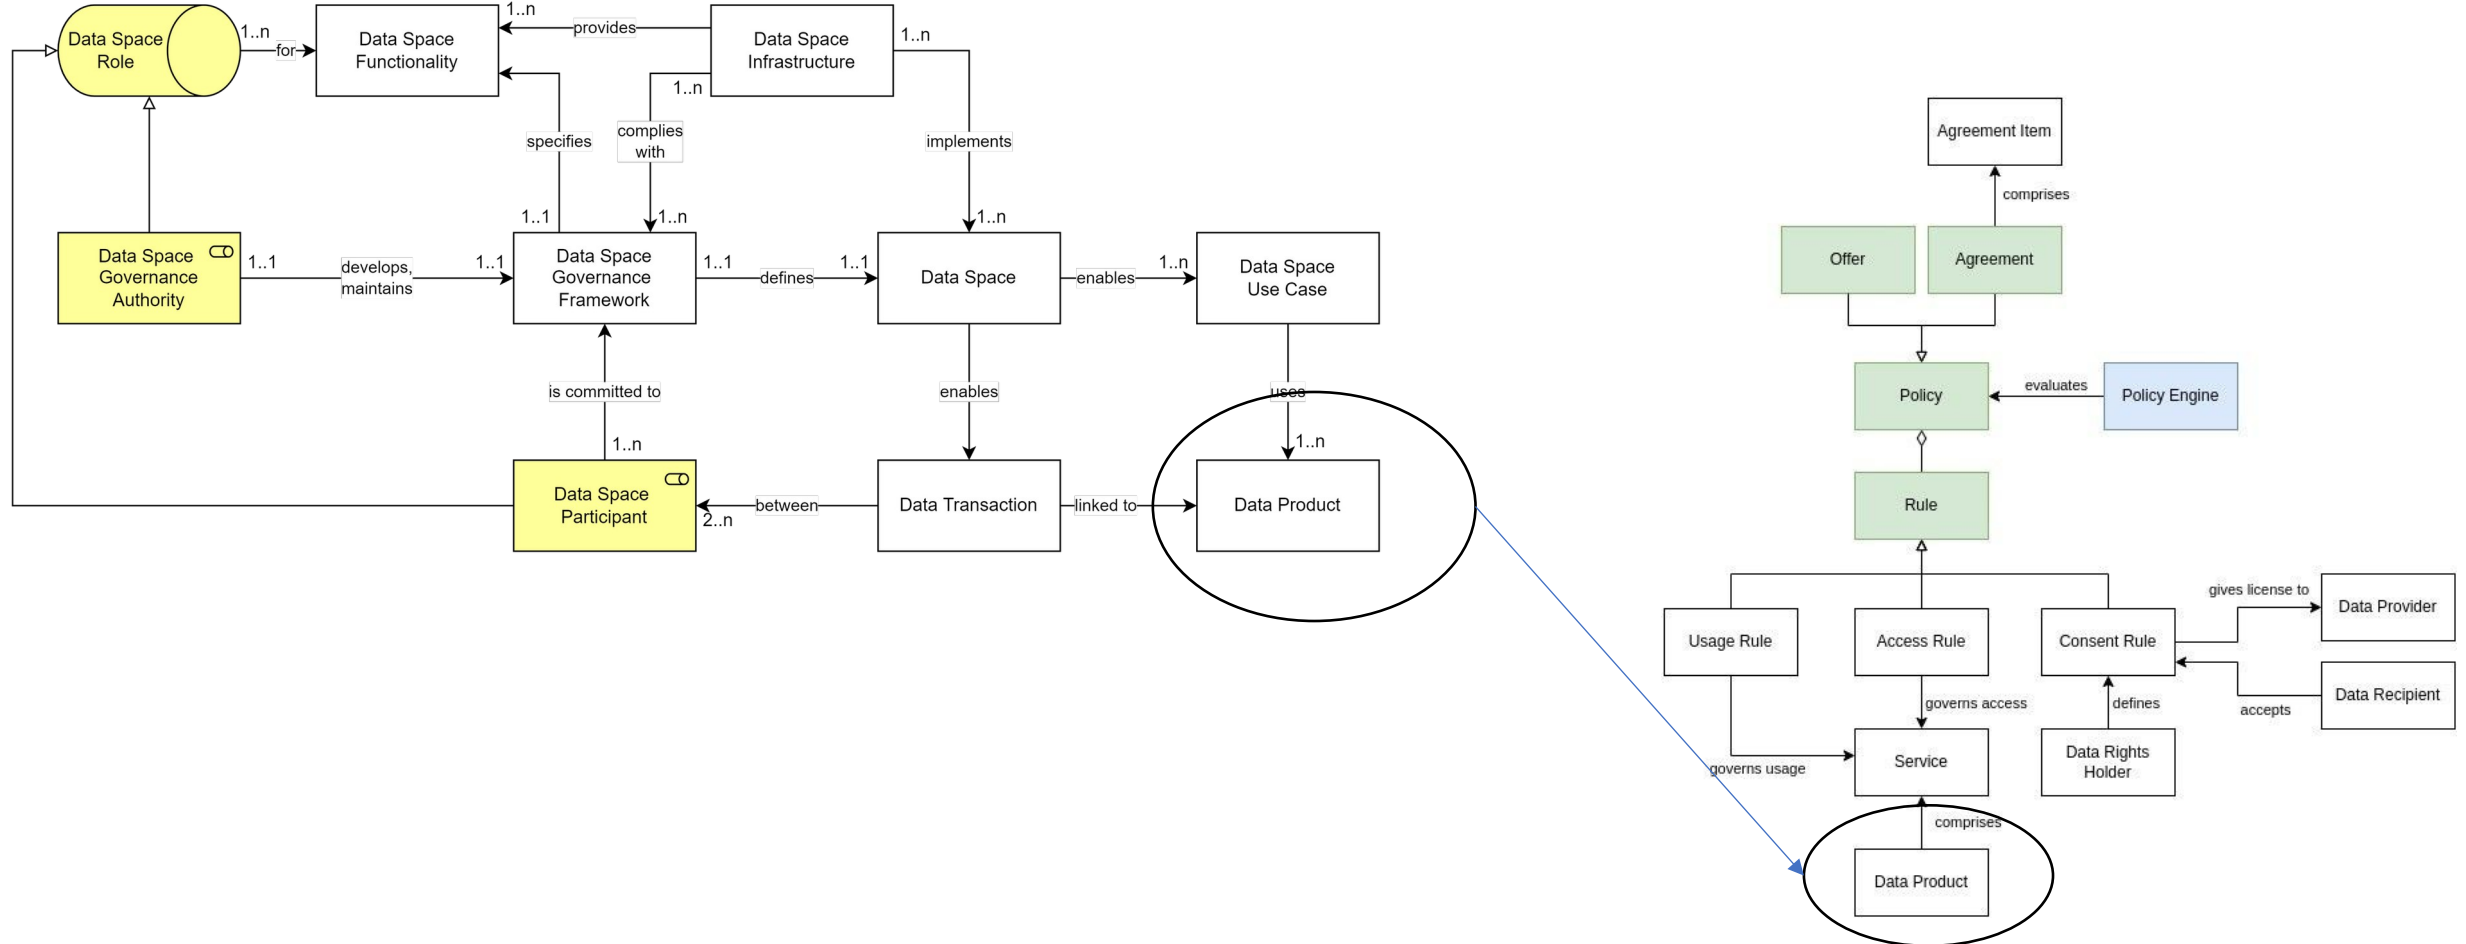 Data Space
Role
1..n
for
Data Space
Functionality
1..n
provides
Data Space
Infrastructure
1..n
1..n
specifies
complies
with
implements
1..1
1..n
1..n
Data Space
Governance
Authority
1..1
develops,
maintains
1..1
Data Space
Governance
Framework
1..1
defines
1..1
Data Space
enables
1..n
Data Space
Use Case
is committed to
enables
uses
1..n
1..n
Data Space
Participant
2..n
between
Data Transaction
linked to
Data Product
Agreement Item
comprises
Offer
Agreement
Policy
evaluates
Policy Engine
Rule
Usage Rule
Access Rule
Consent Rule
gives license to
Data Provider
Data Recipient
accepts
governs access
defines
governs usage
Service
Data Rights
Holder
comprises
Data Product